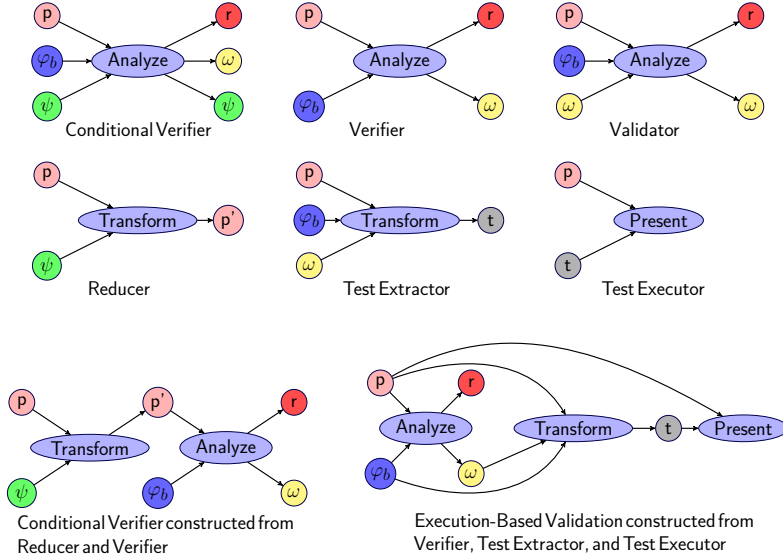 p r p r p r
φb Analyze ω Analyze φb Analyze
ψ ψ φb ω ω ω
Conditional Verifier Verifier Validator
p p p
Transform p' φb Transform t Present
ψ ω t
Reducer Test Extractor Test Executor
p p' r p r
Transform Analyze Analyze Transform t Present
ψ φb ω φb ω
Conditional Verifier constructed from
Reducer and Verifier
Execution-Based Validation constructed from
Verifier, Test Extractor, and Test Executor